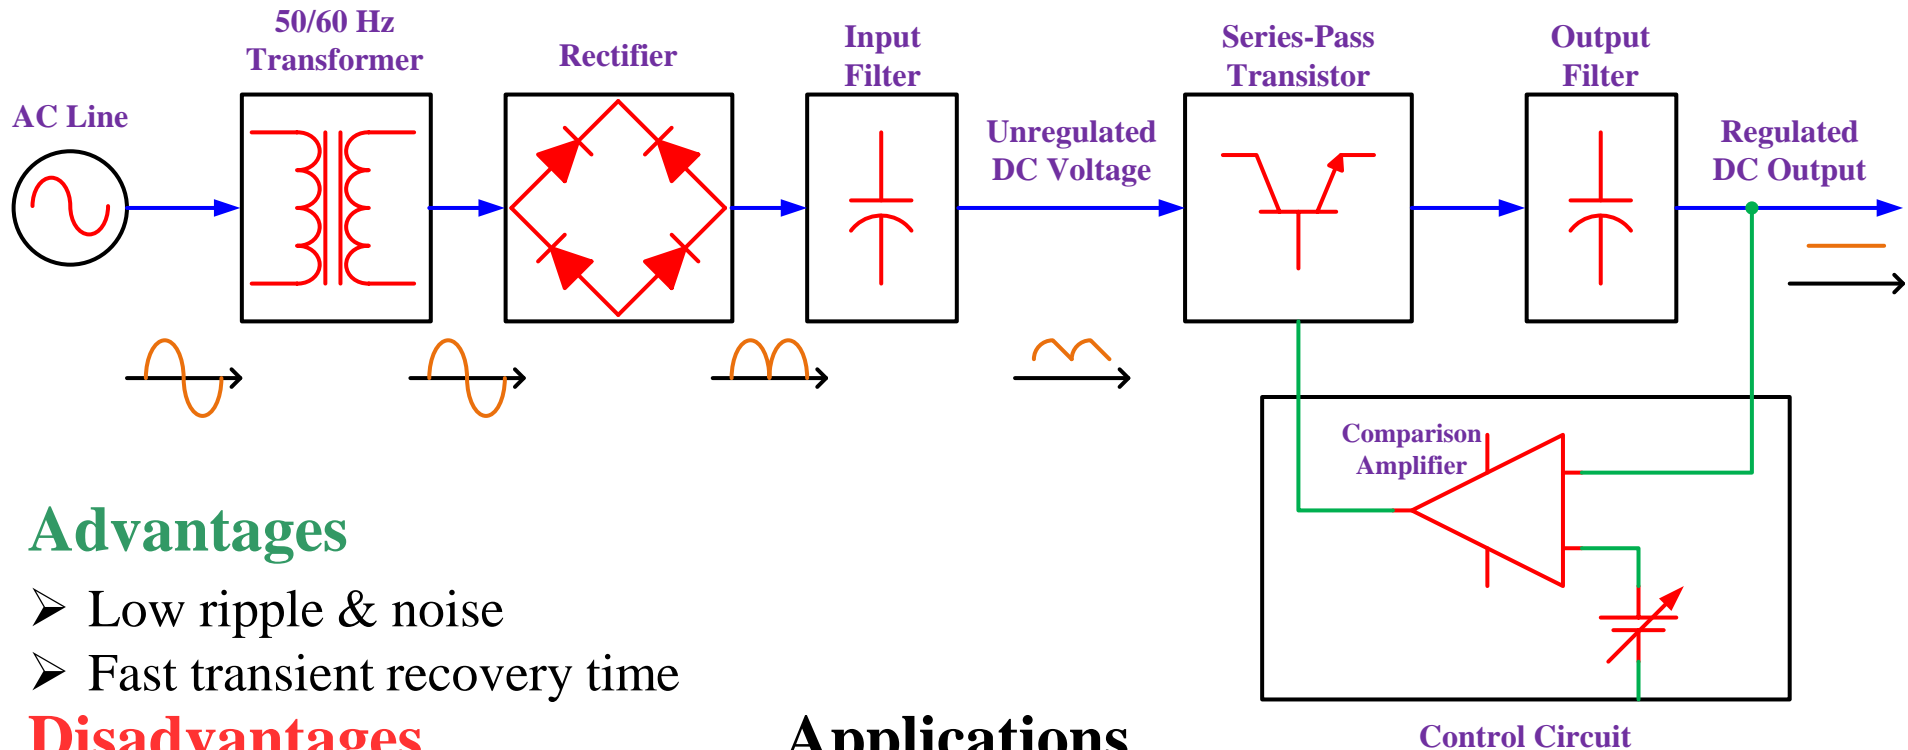 50/60 Hz
Transformer
Rectifier
Input
Filter
Series-Pass
Transistor
Output
Filter
AC Line
Unregulated
DC Voltage
Regulated
DC Output
Comparison
Amplifier
Advantages
➢ Low ripple & noise
➢ Fast transient recovery time
Disadvantages
Applications
Control Circuit